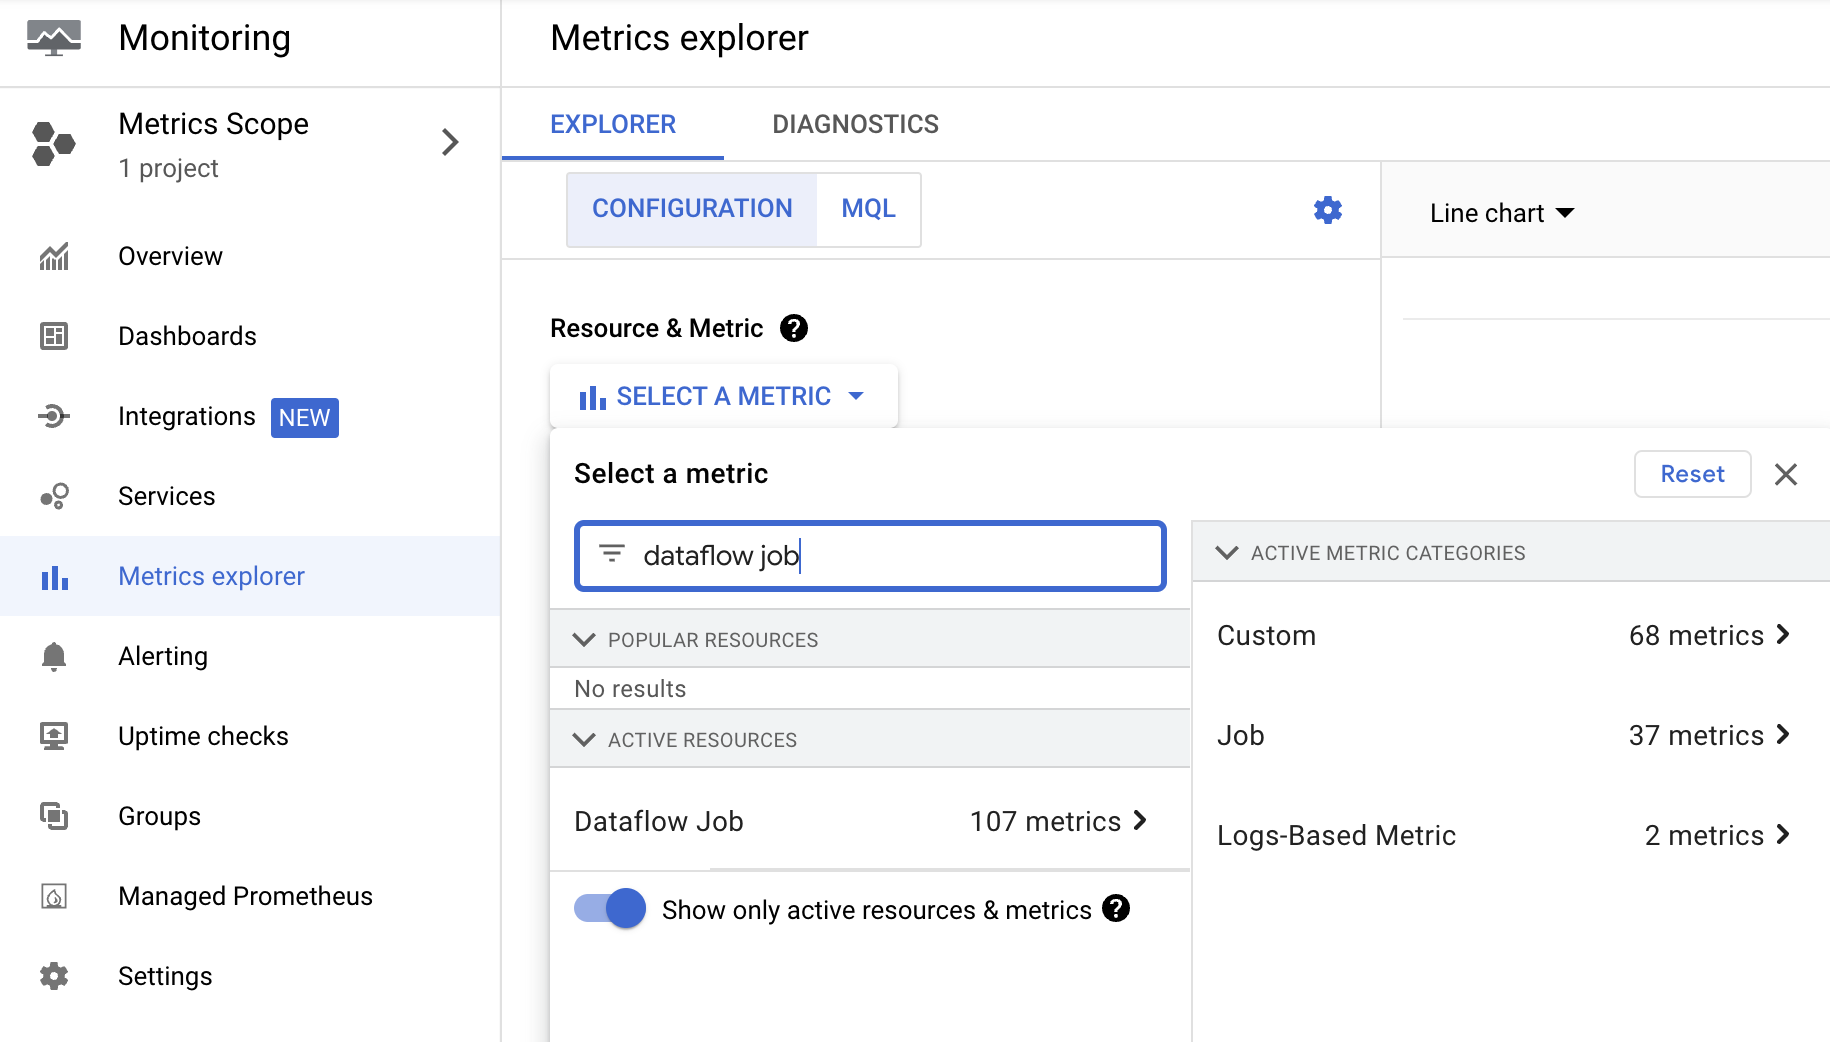 Monitoring
Metrics Scope
1 project
Overview
Dashboards
Integrations NEW
Services
Metrics explorer
Alerting
Uptime checks
Groups
Managed Prometheus
Settings
Metrics explorer
EXPLORER DIAGNOSTICS
CONFIGURATION MQL
Line chart
Resource & Metric ?
SELECT A METRIC
Select a metric
Reset
dataflow job
POPULAR RESOURCES
No results
ACTIVE RESOURCES
Dataflow Job 107 metrics
Show only active resources & metrics ?
ACTIVE METRIC CATEGORIES
Custom 68 metrics
Job 37 metrics
Logs-Based Metric 2 metrics